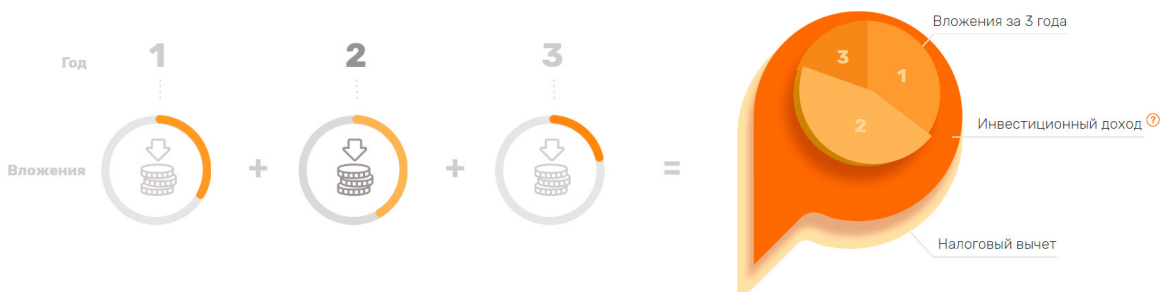 Год 1 2 3
Вложения + + =
Вложения за 3 года
3 1
2
Инвестиционный доход ?
Налоговый вычет